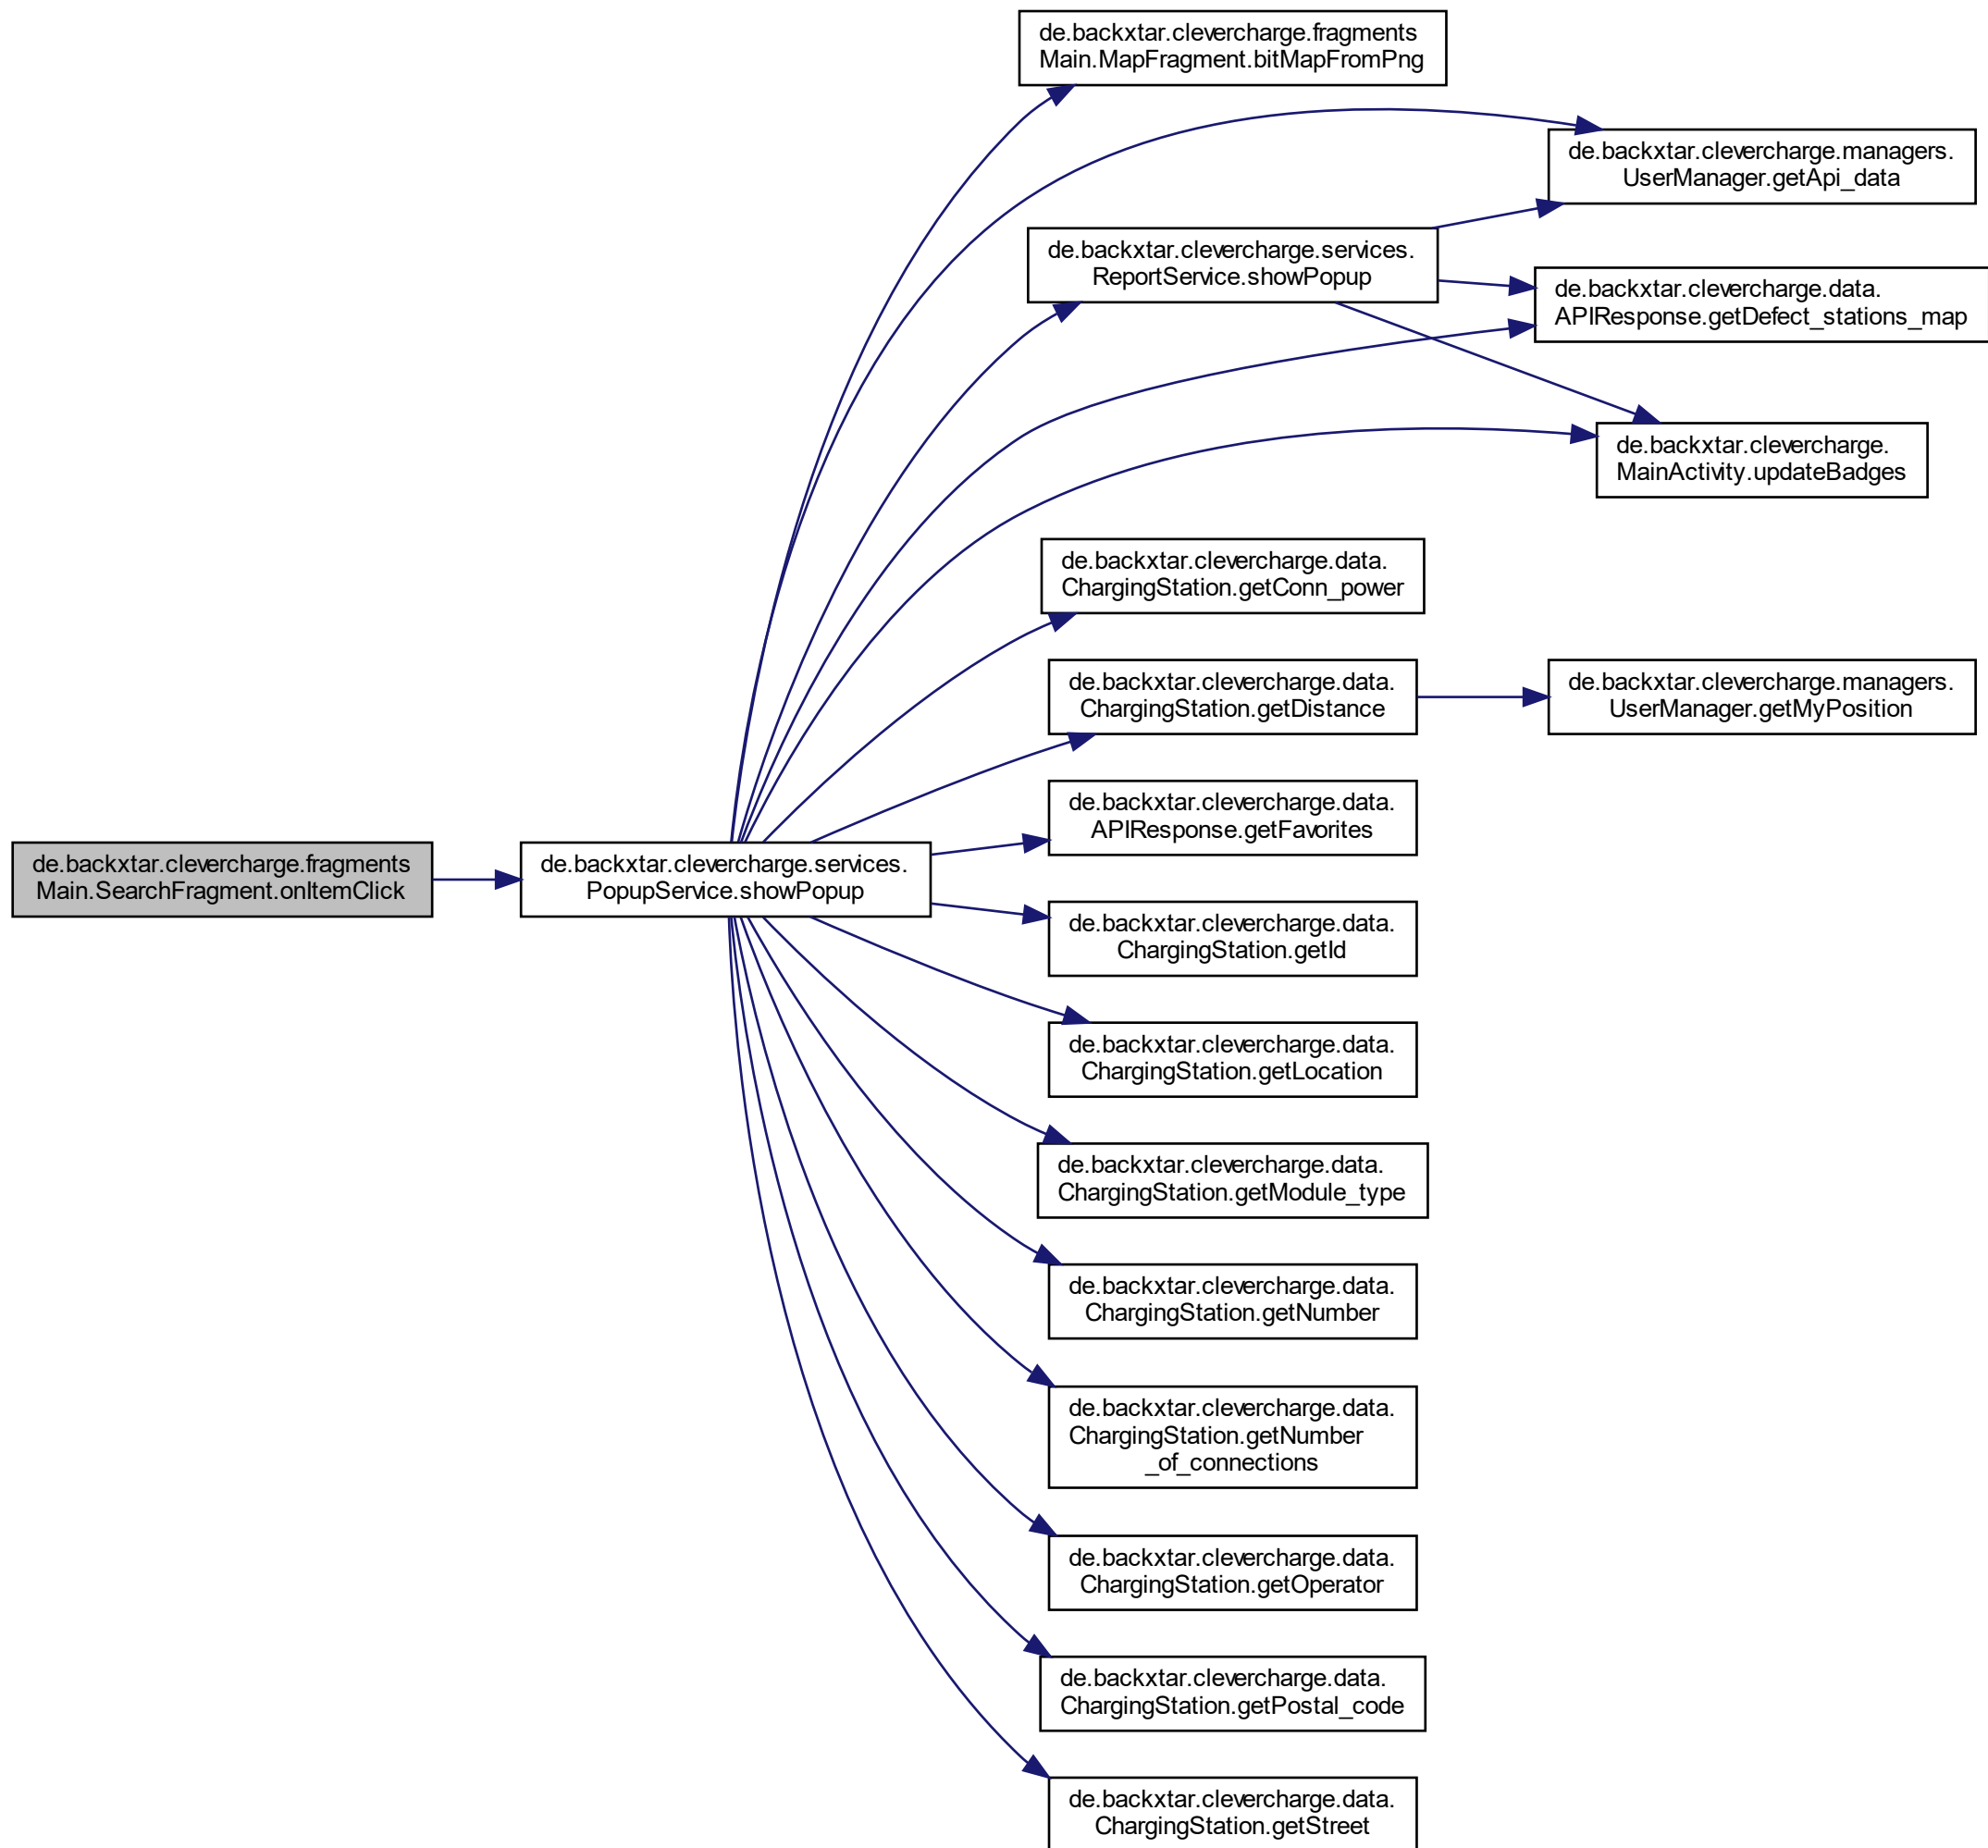 de.backxtar.clevercharge.fragments
Main.SearchFragment.onItemClick
de.backxtar.clevercharge.services.
PopupService.showPopup
de.backxtar.clevercharge.fragments
Main.MapFragment.bitMapFromPng
de.backxtar.clevercharge.managers.
UserManager.getApi_data
de.backxtar.clevercharge.services.
ReportService.showPopup
de.backxtar.clevercharge.data.
APIResponse.getDefect_stations_map
de.backxtar.clevercharge.
MainActivity.updateBadges
de.backxtar.clevercharge.data.
ChargingStation.getConn_power
de.backxtar.clevercharge.data.
ChargingStation.getDistance
de.backxtar.clevercharge.managers.
UserManager.getMyPosition
de.backxtar.clevercharge.data.
APIResponse.getFavorites
de.backxtar.clevercharge.data.
ChargingStation.getId
de.backxtar.clevercharge.data.
ChargingStation.getLocation
de.backxtar.clevercharge.data.
ChargingStation.getModule_type
de.backxtar.clevercharge.data.
ChargingStation.getNumber
de.backxtar.clevercharge.data.
ChargingStation.getNumber
_of_connections
de.backxtar.clevercharge.data.
ChargingStation.getOperator
de.backxtar.clevercharge.data.
ChargingStation.getPostal_code
de.backxtar.clevercharge.data.
ChargingStation.getStreet